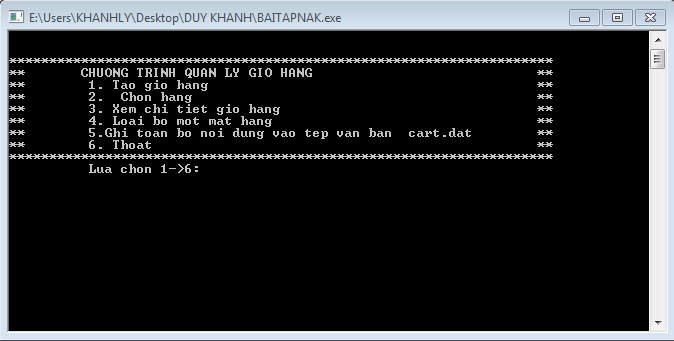 E:\Users\KHANHLY\Desktop\DUY KHANH\BAITAPNAK.exe
********************************************************************
** CHUONG TRINH QUAN LY GIO HANG **
** 1. Tao gio hang **
** 2. Chon hang **
** 3. Xem chi tiet gio hang **
** 4. Loai bo mot mat hang **
** 5.Ghi toan bo noi dung vao tep van ban cart.dat **
** 6. Thoat **
********************************************************************
Lua chon 1->6: